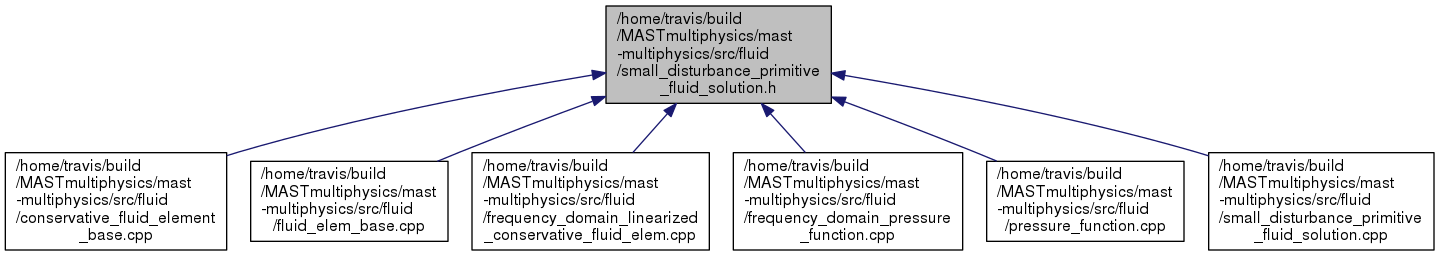 /home/travis/build
/MASTmultiphysics/mast
-multiphysics/src/fluid
/small_disturbance_primitive
_fluid_solution.h
/home/travis/build
/MASTmultiphysics/mast
-multiphysics/src/fluid
/conservative_fluid_element
_base.cpp
/home/travis/build
/MASTmultiphysics/mast
-multiphysics/src/fluid
/fluid_elem_base.cpp
/home/travis/build
/MASTmultiphysics/mast
-multiphysics/src/fluid
/frequency_domain_linearized
_conservative_fluid_elem.cpp
/home/travis/build
/MASTmultiphysics/mast
-multiphysics/src/fluid
/frequency_domain_pressure
_function.cpp
/home/travis/build
/MASTmultiphysics/mast
-multiphysics/src/fluid
/pressure_function.cpp
/home/travis/build
/MASTmultiphysics/mast
-multiphysics/src/fluid
/small_disturbance_primitive
_fluid_solution.cpp